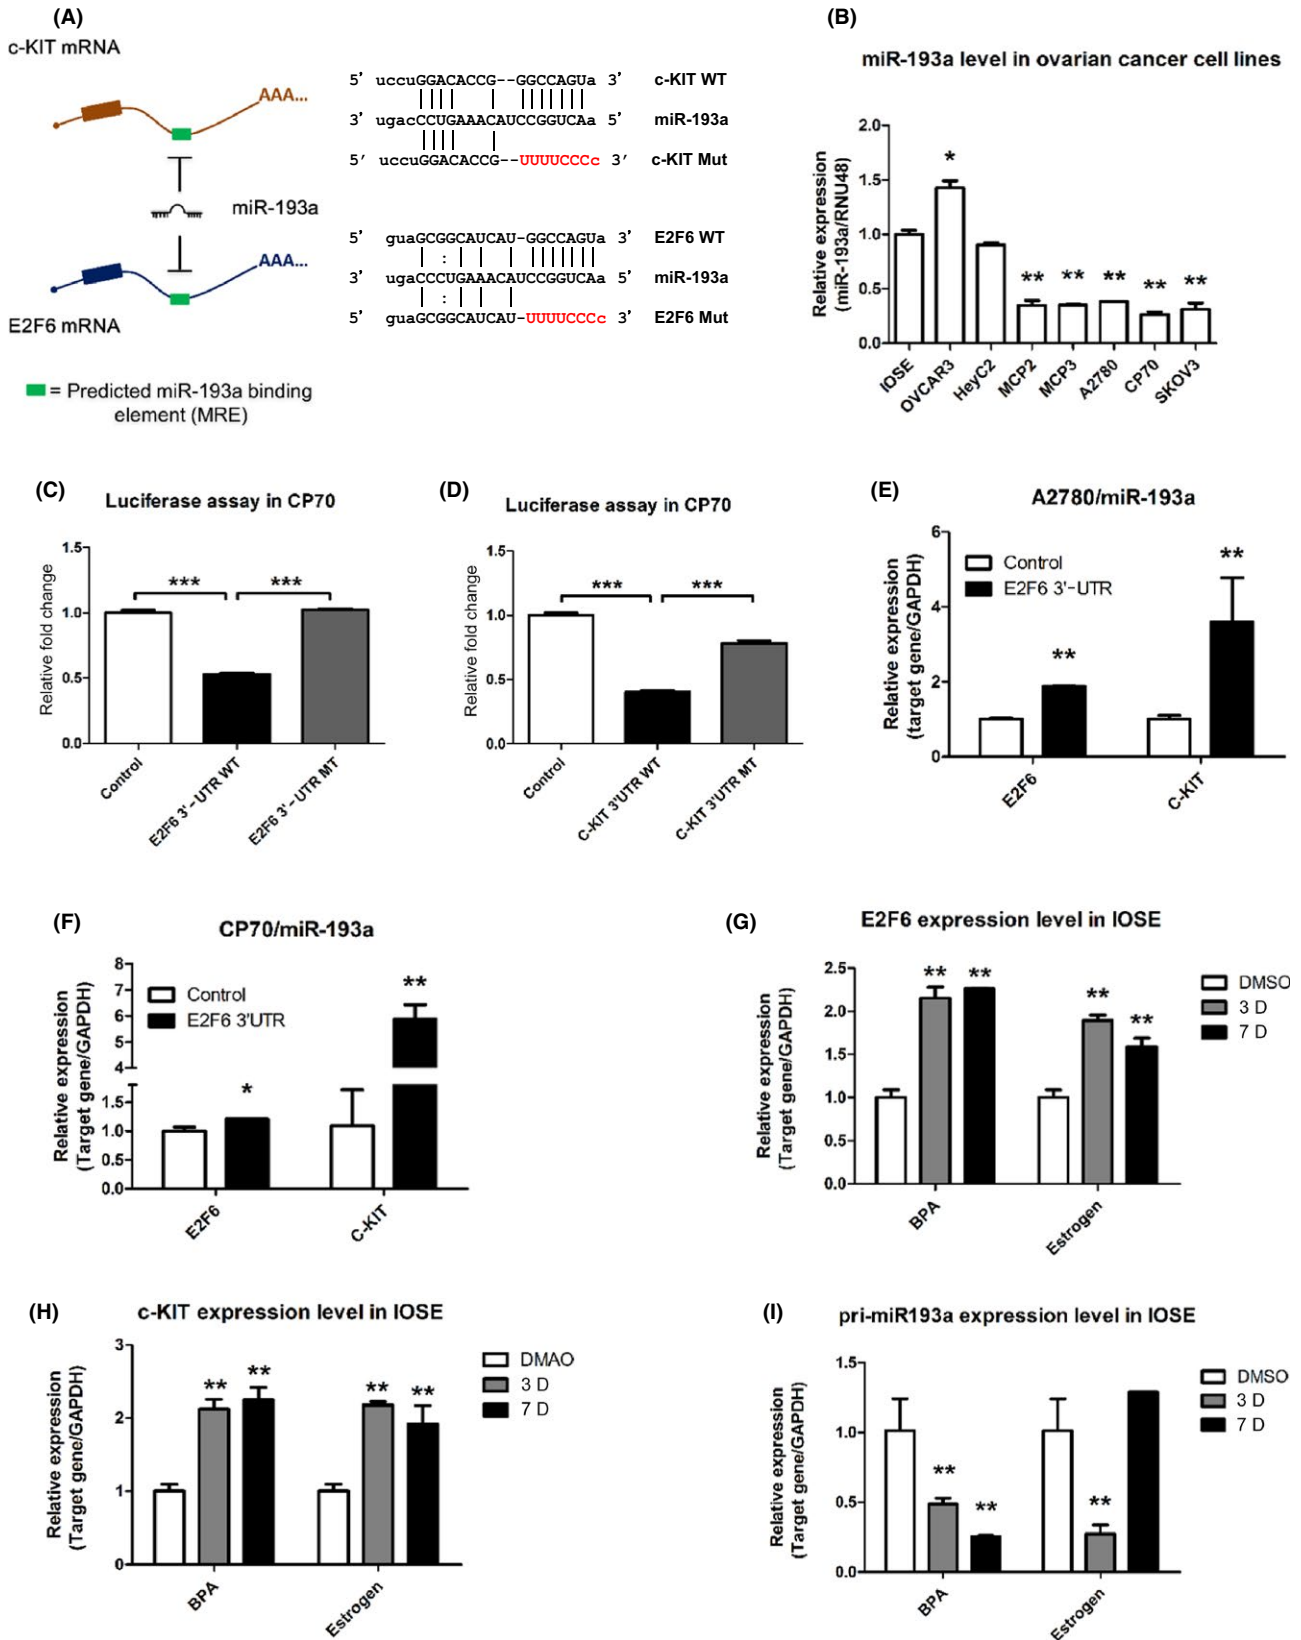 (A)
c-KIT mRNA
AAA...
miR-193a
AAA...
E2F6 mRNA
= Predicted miR-193a binding
element (MRE)
5' uccuGGACACCG--GGCCAGUa 3' c-KIT WT
3' ugacCCUGAAACAUCCGGUCAa 5' miR-193a
5' uccuGGACACCG--UUUUCCCc 3' c-KIT Mut
5' guaGCGGCAUCAU-GGCCAGUa 3' E2F6 WT
: 
3' ugaCCCUGAAACAUCCGGUCAa 5' miR-193a
:
5' guaGCGGCAUCAU-UUUUCCCc 3' E2F6 Mut
(B)
miR-193a level in ovarian cancer cell lines
Relative expression
(miR-193a/RNU48)
2.0
1.5
1.0
0.5
0.0
* ** ** ** ** **
IOSE OVCAR3 HeyC2 MCP2 MCP3 A2780 CP70 SKOV3
(C)
Luciferase assay in CP70
Relative fold change
1.5
1.0
0.5
0.0
*** ***
Control E2F6 3'-UTR WT E2F6 3'-UTR MT
(D)
Luciferase assay in CP70
Relative fold change
1.5
1.0
0.5
0.0
*** ***
Control C-KIT 3'UTR WT C-KIT 3'UTR MT
(E)
A2780/miR-193a
Relative expression
(target gene/GAPDH)
6
4
2
0
Control
E2F6 3'-UTR
** **
E2F6 C-KIT
(F)
CP70/miR-193a
Relative expression
(Target gene/GAPDH)
8
7
6
5
4
1.5
1.0
0.5
0.0
Control
E2F6 3'UTR
* **
E2F6 C-KIT
(G)
E2F6 expression level in IOSE
Relative expression
(Target gene/GAPDH)
2.5
2.0
1.5
1.0
0.5
0.0
** ** ** **
BPA Estrogen
DMSO
3 D
7 D
(H)
c-KIT expression level in IOSE
Relative expression
(Target gene/GAPDH)
3
2
1
0
** ** ** **
BPA Estrogen
DMAO
3 D
7 D
(I)
pri-miR193a expression level in IOSE
Relative expression
(Target gene/GAPDH)
1.5
1.0
0.5
0.0
** ** **
BPA Estrogen
DMSO
3 D
7 D